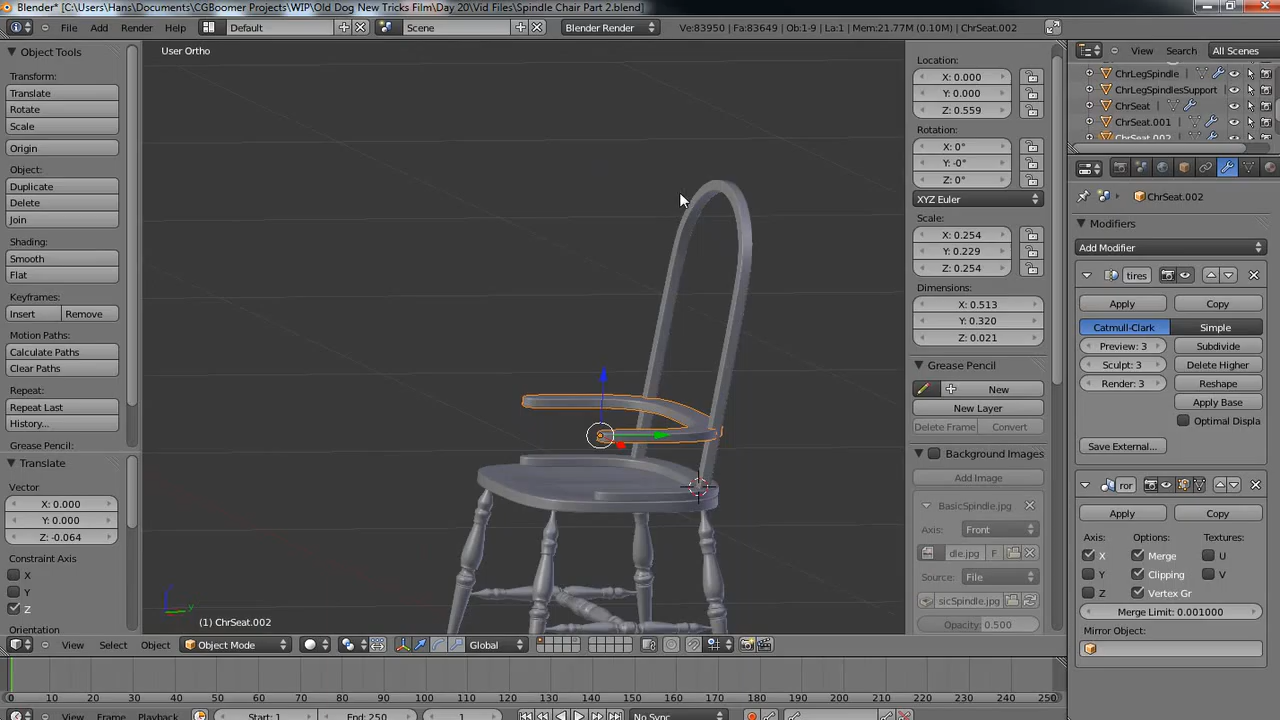 Blender* [C:\Users\Hans\Documents\CGBoomer Projects\WIP\Old Dog New Tricks Film\Day 20\Vid Files\Spindle Chair Part 2.blend]
File Add Render Help Default Scene Blender Render Ve:83950 | Fa:83649 | Ob:1-9 | La:1 | Mem:21.77M (0.10M) | ChrSeat.002
Object Tools
Transform:
Translate
Rotate
Scale
Origin
Object:
Duplicate
Delete
Join
Shading:
Smooth
Flat
Keyframes:
Insert Remove
Motion Paths:
Calculate Paths
Clear Paths
Repeat:
Repeat Last
History...
Grease Pencil:
Translate
Vector
X: 0.000
Y: 0.000
Z: -0.064
Constraint Axis
X
Y
Z
Orientation
User Ortho
z
y
(1) ChrSeat.002
View Select Object Object Mode Global
Location:
X: 0.000
Y: 0.000
Z: 0.559
Rotation:
X: 0°
Y: -0°
Z: 0°
XYZ Euler
Scale:
X: 0.254
Y: 0.229
Z: 0.254
Dimensions:
X: 0.513
Y: 0.320
Z: 0.021
Grease Pencil
New
New Layer
Delete Frame Convert
Background Images
Add Image
BasicSpindle.jpg
Axis: Front
dle.jpg F
Source: File
sicSpindle.jpg
Opacity: 0.500
View Search All Scenes
ChrLegSpindle
ChrLegSpindlesSupport
ChrSeat
ChrSeat.001
ChrSeat.002
ChrSeat.002
Modifiers
Add Modifier
tires
Apply Copy
Catmull-Clark Simple
Preview: 3 Subdivide
Sculpt: 3 Delete Higher
Render: 3 Reshape
Apply Base
Optimal Displa
Save External...
ror
Apply Copy
Axis: Options: Textures:
X Merge U
Y Clipping V
Z Vertex Gr
Merge Limit: 0.001000
Mirror Object:
0 10 20 30 40 50 60 70 80 90 100 110 120 130 140 150 160 170 180 190 200 210 220 230 240 250
View Frame Playback Start: 1 End: 250 1 No Sync